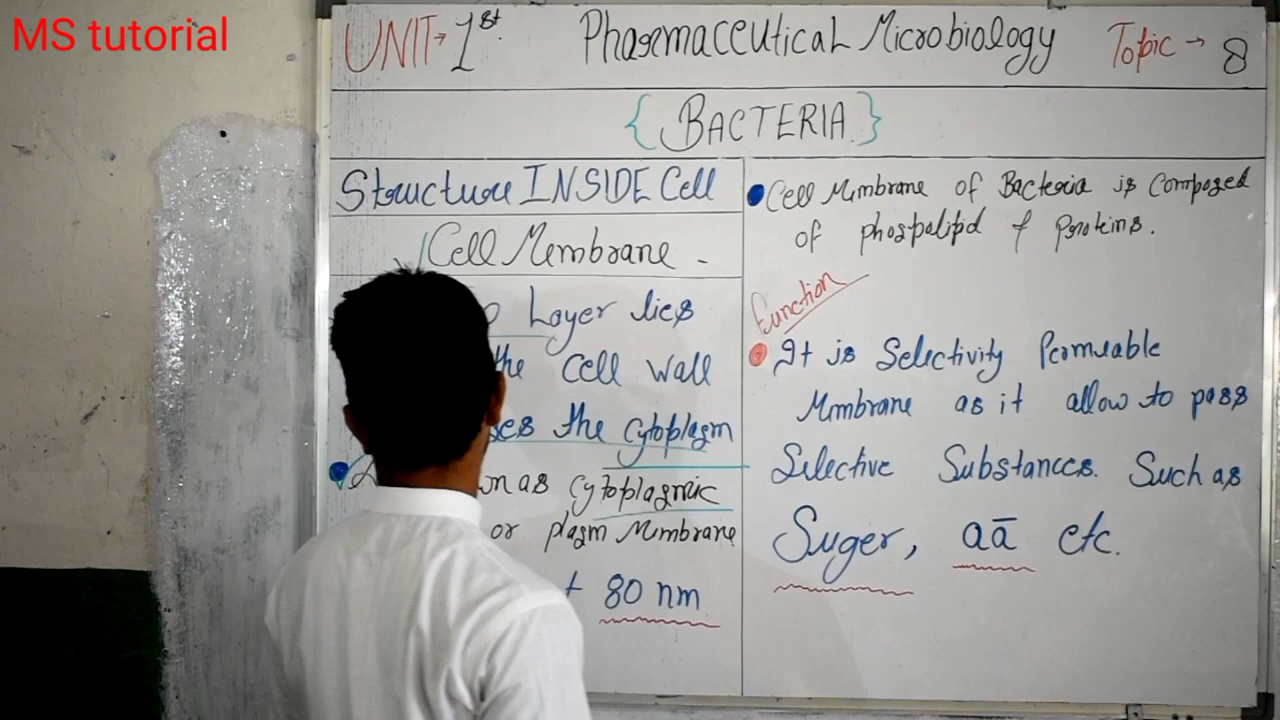 MS tutorial
UNIT→ 1st. Pharmaceutical Microbiology Topic → 8
{ BACTERIA }
Structure INSIDE Cell
Cell Membrane -
Layer lies
the cell wall
the cytoplasm
as cytoplasmic
or plasm Membrane
80 nm
Cell Membrane of Bacteria is Composed
of phospalipd & proteins.
Function
It is Selectivity Permeable
Membrane as it allow to pass
Selective Substances. Such as
Suger, aā etc.